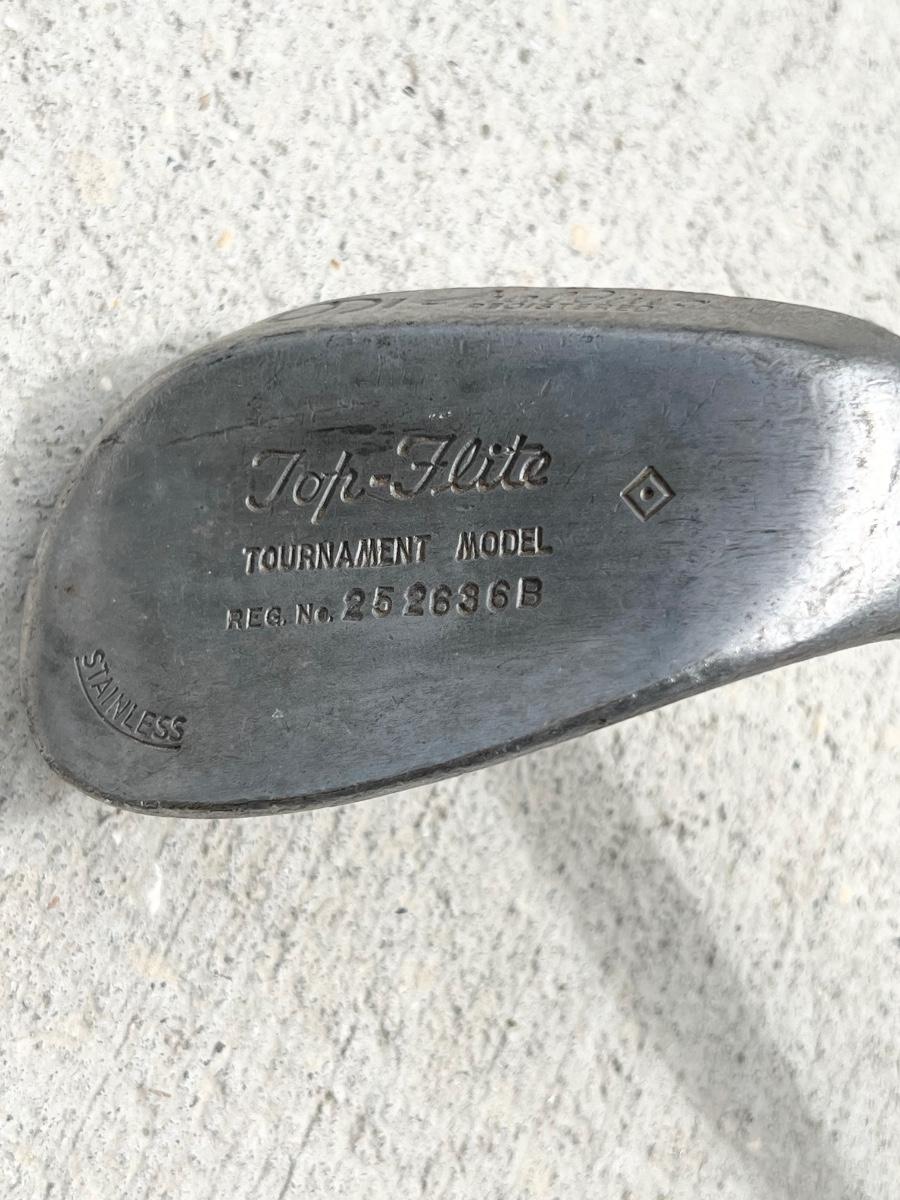 Top-Flite
TOURNAMENT MODEL
REG. No. 252636B
STAINLESS